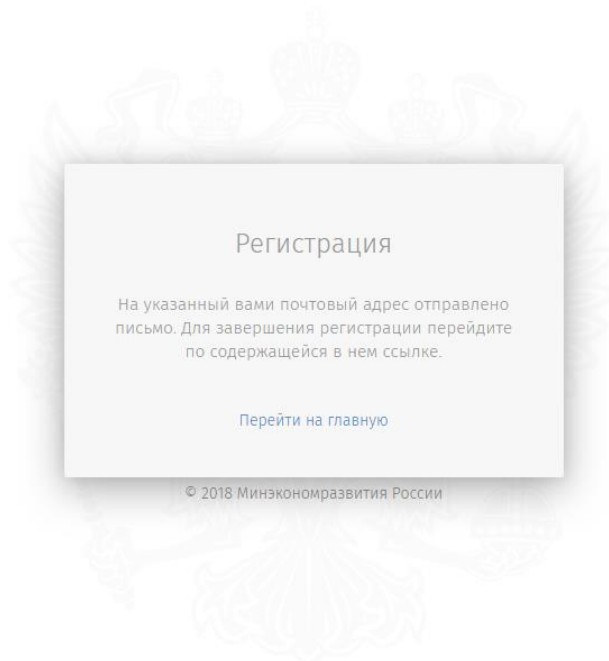 Регистрация
На указанный вами почтовый адрес отправлено
письмо. Для завершения регистрации перейдите
по содержащейся в нем ссылке.
Перейти на главную
© 2018 Минэкономразвития России